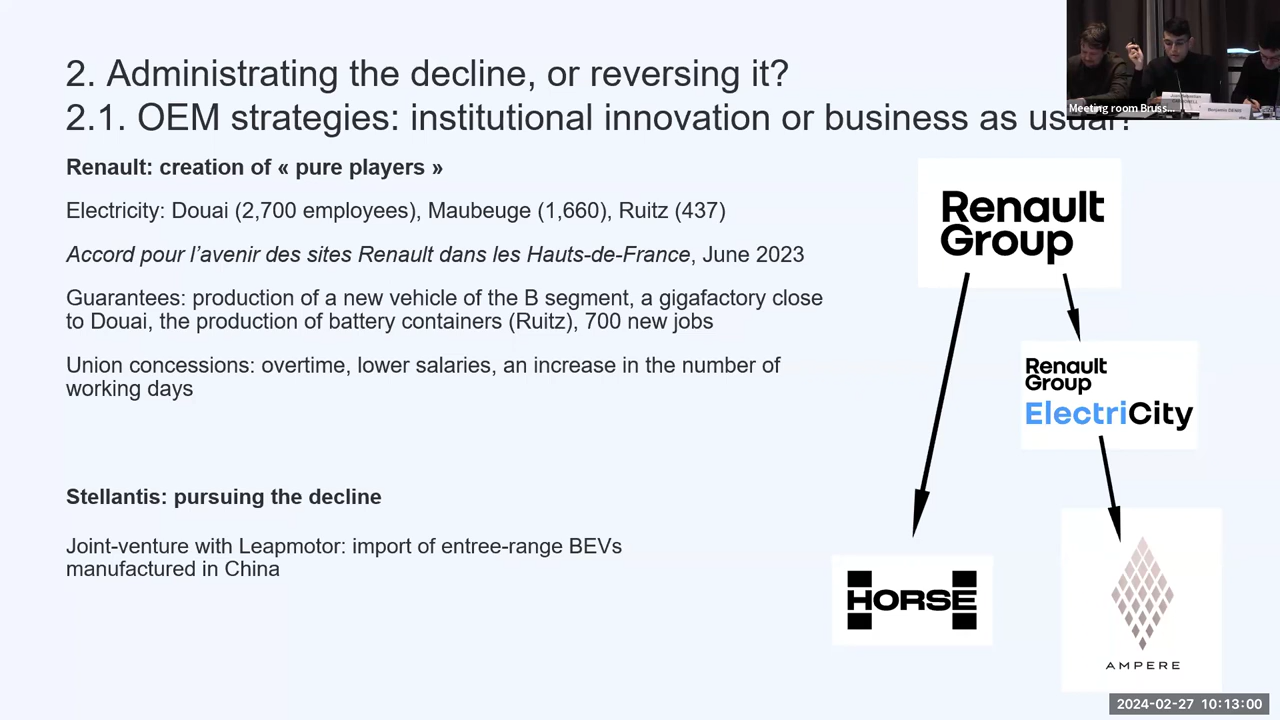 2. Administrating the decline, or reversing it?
2.1. OEM strategies: institutional innovation or business as usual?
Meeting room Bruss...
Renault: creation of « pure players »
Electricity: Douai (2,700 employees), Maubeuge (1,660), Ruitz (437)
Accord pour l’avenir des sites Renault dans les Hauts-de-France, June 2023
Guarantees: production of a new vehicle of the B segment, a gigafactory close
to Douai, the production of battery containers (Ruitz), 700 new jobs
Union concessions: overtime, lower salaries, an increase in the number of
working days
Stellantis: pursuing the decline
Joint-venture with Leapmotor: import of entree-range BEVs
manufactured in China
Renault
Group
Renault
Group
ElectriCity
HORSE
AMPERE
2024-02-27 10:13:00